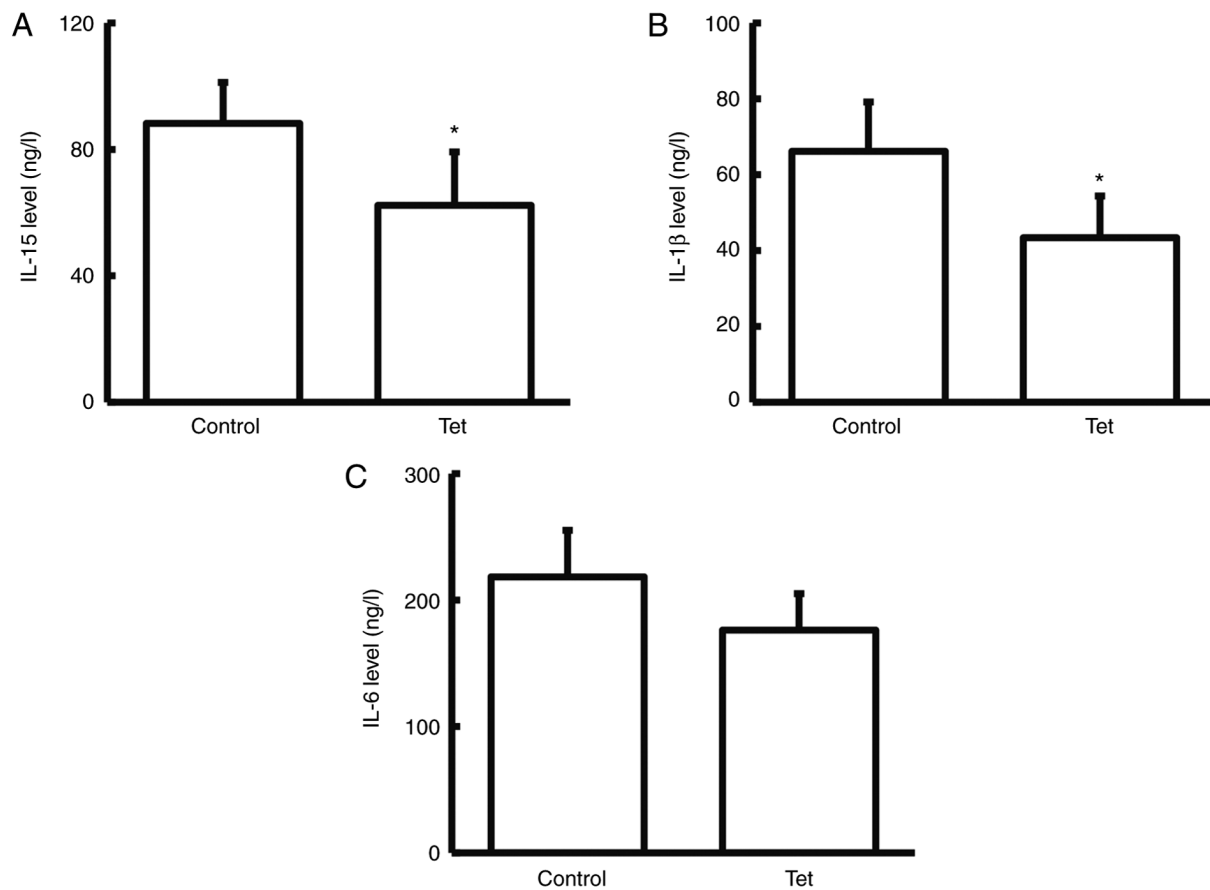 A
IL-15 level (ng/l)
120
80
40
0
*
Control Tet
B
IL-1β level (ng/l)
100
80
60
40
20
0
*
Control Tet
C
IL-6 level (ng/l)
300
200
100
0
Control Tet